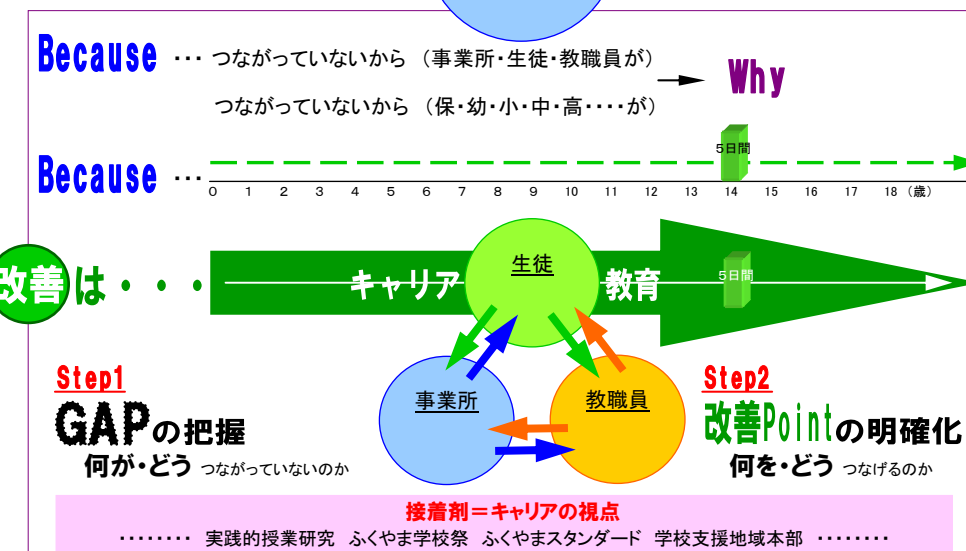 Because ･･･ つながっていないから （事業所･生徒･教職員が）
つながっていないから （保･幼･小･中･高････が）
Why
5日間
Because ･･･
0 1 2 3 4 5 6 7 8 9 10 11 12 13 14 15 16 17 18 （歳）
改善は・・・
キャリア 教育
生徒
5日間
事業所
教職員
Step1
GAPの把握
何が･どう つながっていないのか
Step2
改善Pointの明確化
何を･どう つなげるのか
接着剤＝キャリアの視点
････････ 実践的授業研究 ふくやま学校祭 ふくやまスタンダード 学校支援地域本部 ････････